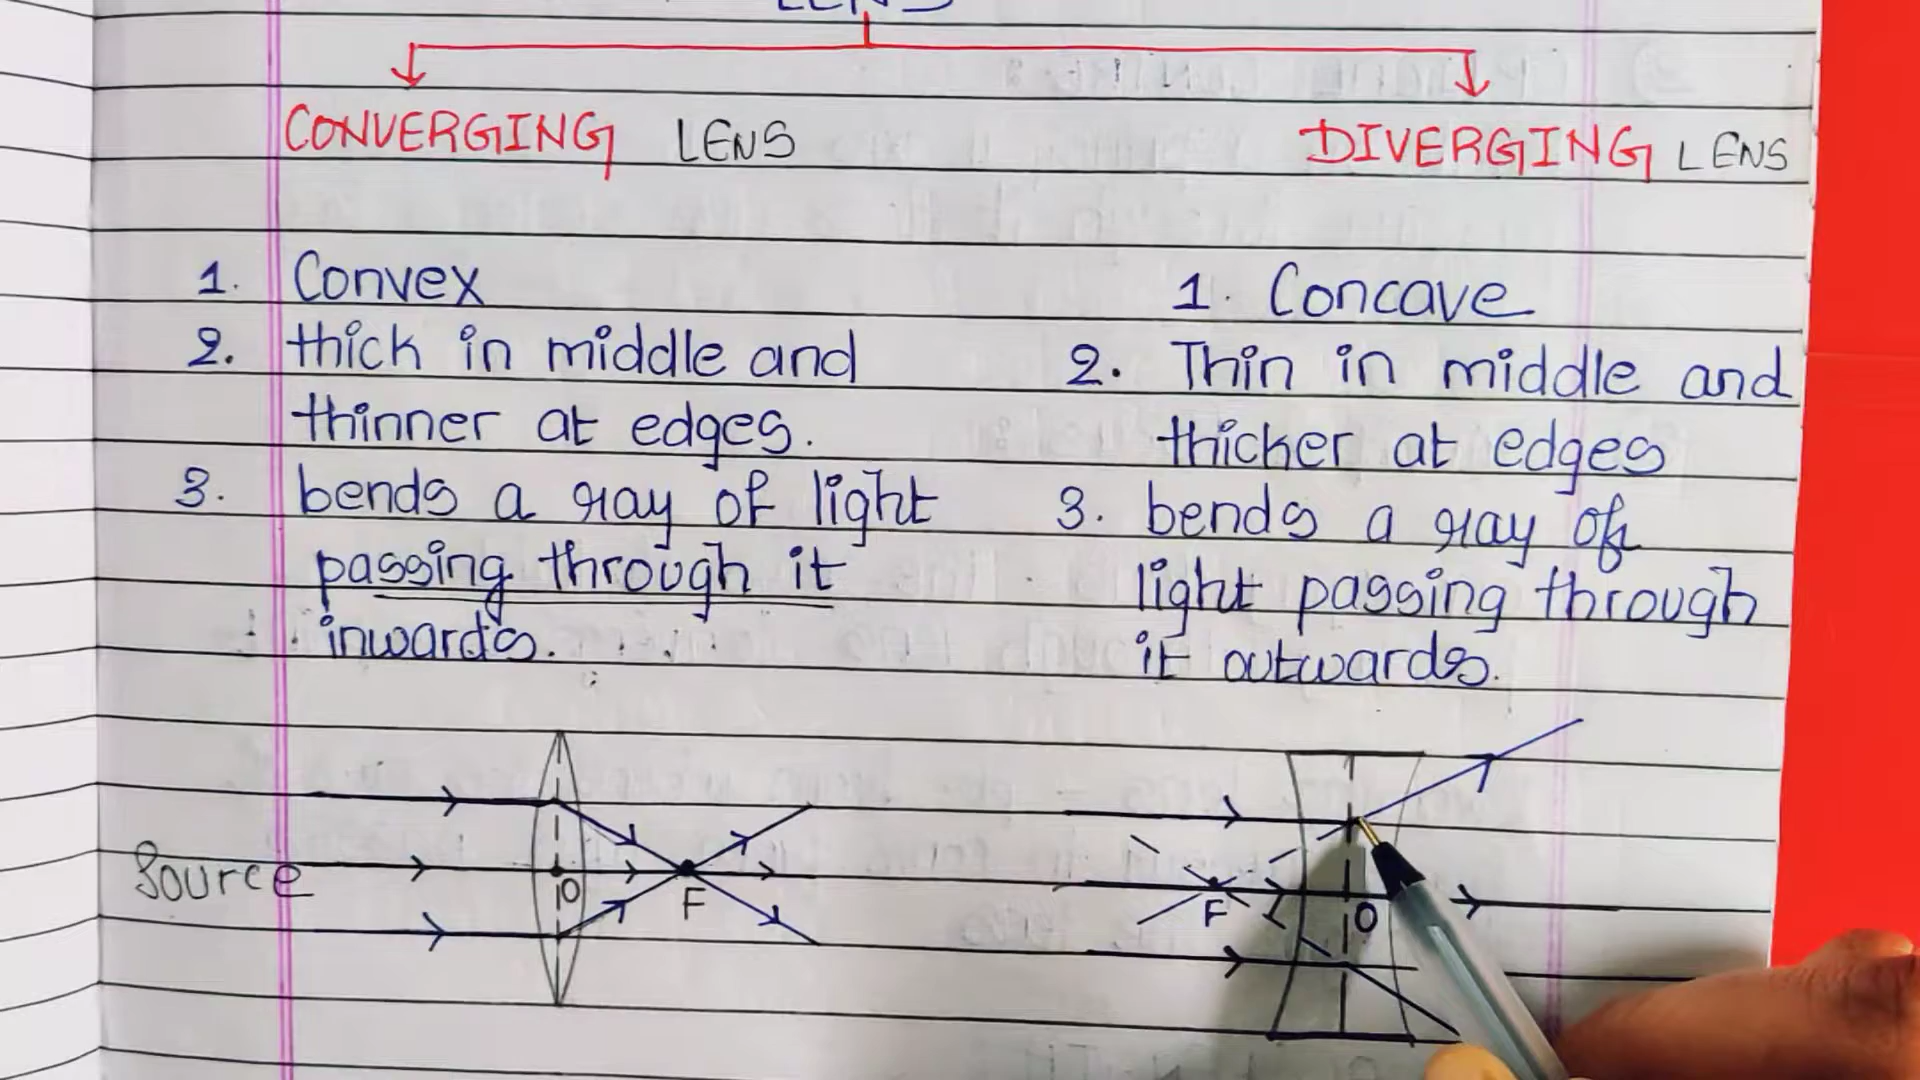 LENS
CONVERGING LENS
DIVERGING LENS
1. Convex
2. thick in middle and
thinner at edges.
3. bends a ray of light
passing through it
inwards.
1. Concave
2. Thin in middle and
thicker at edges
3. bends a ray of
light passing through
it outwards.
Source
O
F
F
O